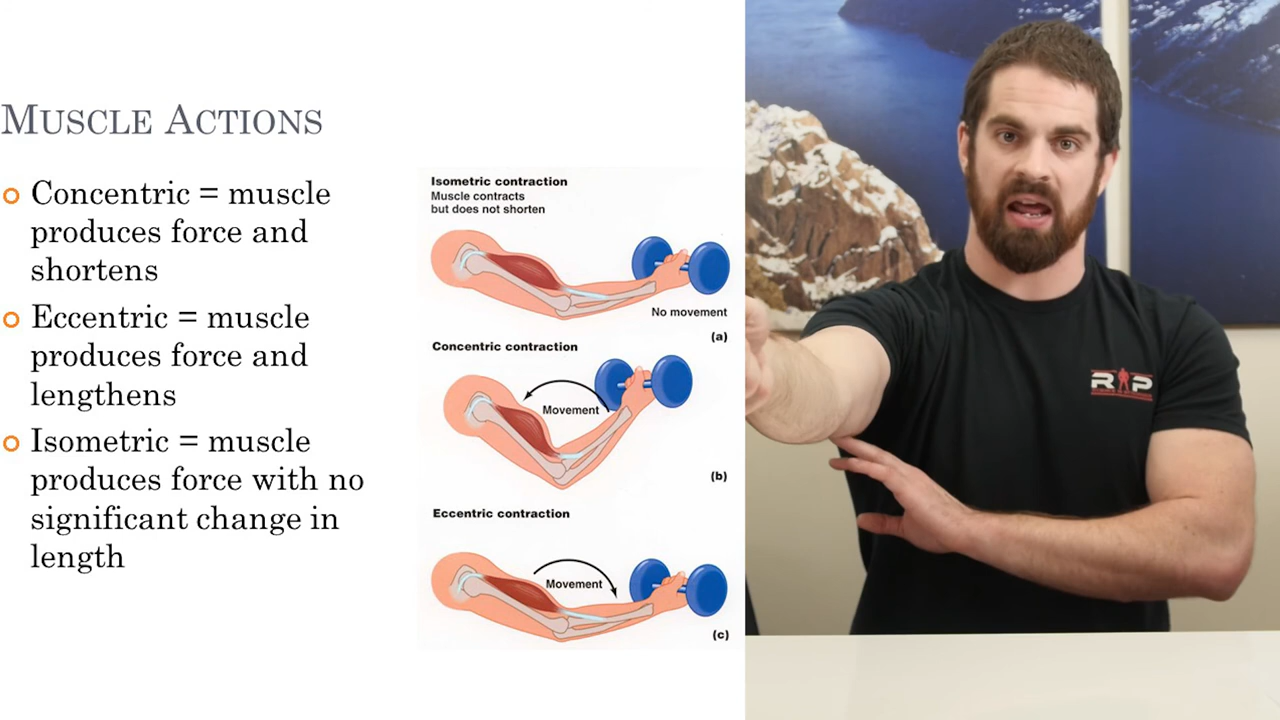 MUSCLE ACTIONS
Concentric = muscle
produces force and
shortens
Eccentric = muscle
produces force and
lengthens
Isometric = muscle
produces force with no
significant change in
length
Isometric contraction
Muscle contracts
but does not shorten
No movement
(a)
Concentric contraction
Movement
(b)
Eccentric contraction
Movement
(c)
RP